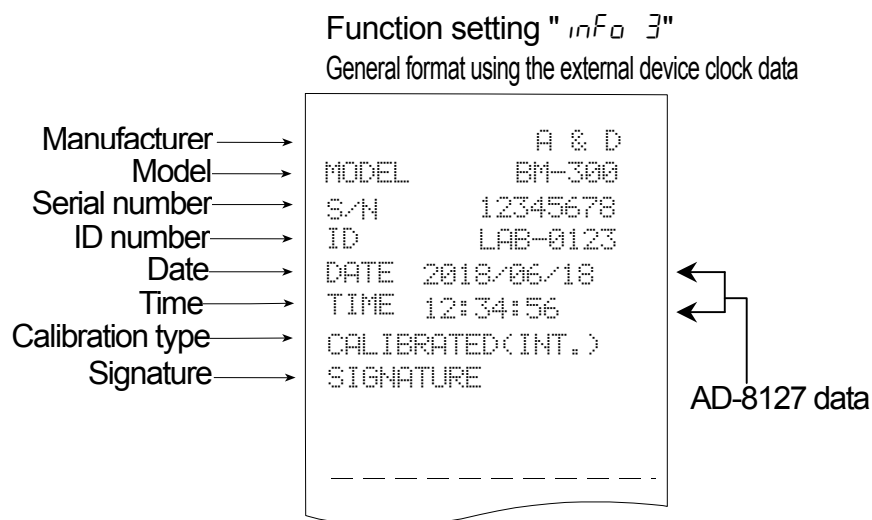 Function setting " info 3"
General format using the external device clock data
Manufacturer A & D
Model MODEL BM-300
Serial number S/N 12345678
ID number ID LAB-0123
Date DATE 2018/06/18
Time TIME 12:34:56
Calibration type CALIBRATED(INT.)
Signature SIGNATURE
AD-8127 data